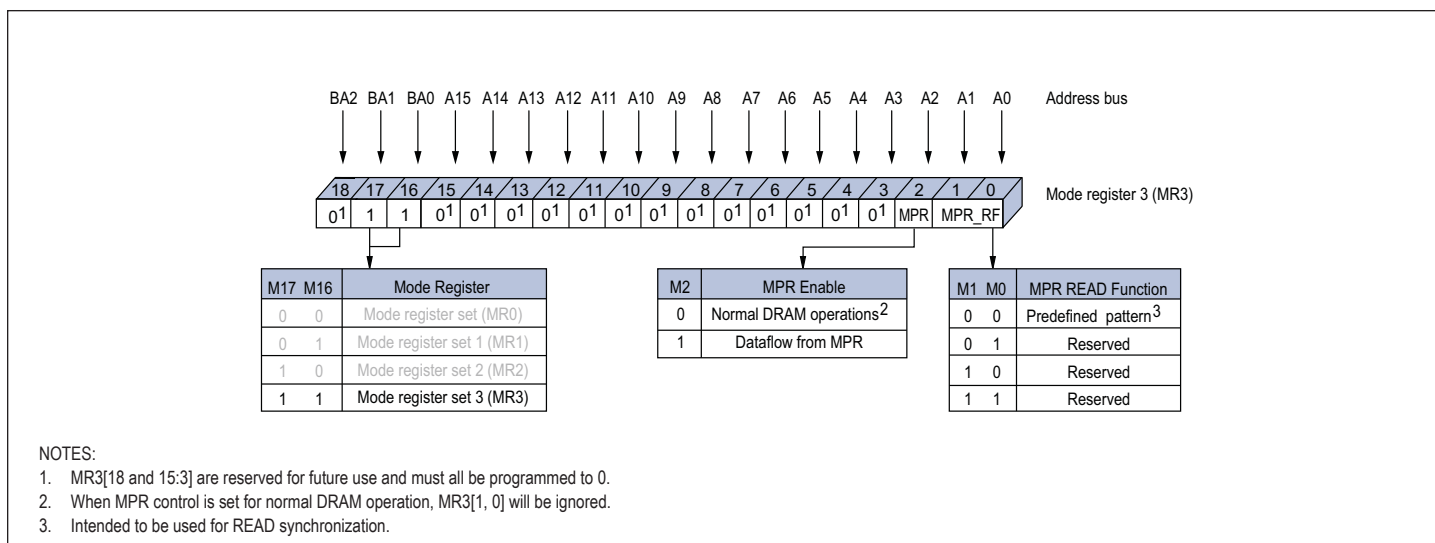 BA2 BA1 BA0 A15 A14 A13 A12 A11 A10 A9 A8 A7 A6 A5 A4 A3 A2 A1 A0 Address bus
18 17 16 15 14 13 12 11 10 9 8 7 6 5 4 3 2 1 0
Mode register 3 (MR3)
0¹ 1 1 0¹ 0¹ 0¹ 0¹ 0¹ 0¹ 0¹ 0¹ 0¹ 0¹ 0¹ 0¹ 0¹ MPR MPR_RF
M17 M16 Mode Register
0 0 Mode register set (MR0)
0 1 Mode register set 1 (MR1)
1 0 Mode register set 2 (MR2)
1 1 Mode register set 3 (MR3)
M2 MPR Enable
0 Normal DRAM operations²
1 Dataflow from MPR
M1 M0 MPR READ Function
0 0 Predefined pattern³
0 1 Reserved
1 0 Reserved
1 1 Reserved
NOTES:
1. MR3[18 and 15:3] are reserved for future use and must all be programmed to 0.
2. When MPR control is set for normal DRAM operation, MR3[1, 0] will be ignored.
3. Intended to be used for READ synchronization.